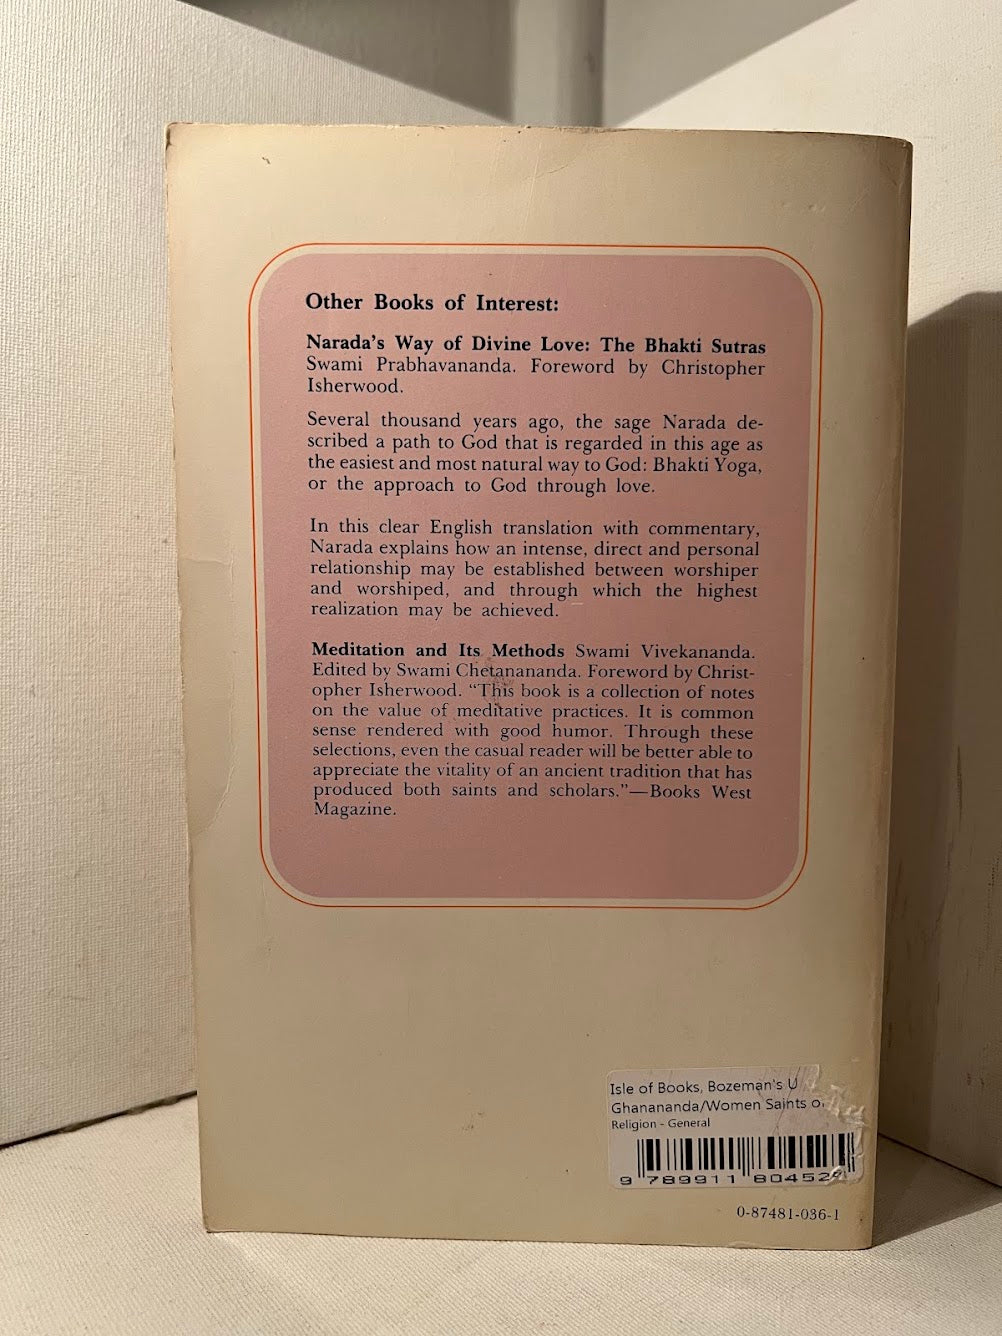 Other Books of Interest:
Narada's Way of Divine Love: The Bhakti Sutras
Swami Prabhavananda. Foreword by Christopher
Isherwood.
Several thousand years ago, the sage Narada de-
scribed a path to God that is regarded in this age as
the easiest and most natural way to God: Bhakti Yoga,
or the approach to God through love.
In this clear English translation with commentary,
Narada explains how an intense, direct and personal
relationship may be established between worshiper
and worshiped, and through which the highest
realization may be achieved.
Meditation and Its Methods Swami Vivekananda.
Edited by Swami Chetanananda. Foreword by Christ-
opher Isherwood. "This book is a collection of notes
on the value of meditative practices. It is common
sense rendered with good humor. Through these
selections, even the casual reader will be better able to
appreciate the vitality of an ancient tradition that has
produced both saints and scholars."—Books West
Magazine.
Isle of Books, Bozeman's U
Ghanananda/Women Saints
Religion - General
9 789911 80452
0-87481-036-1